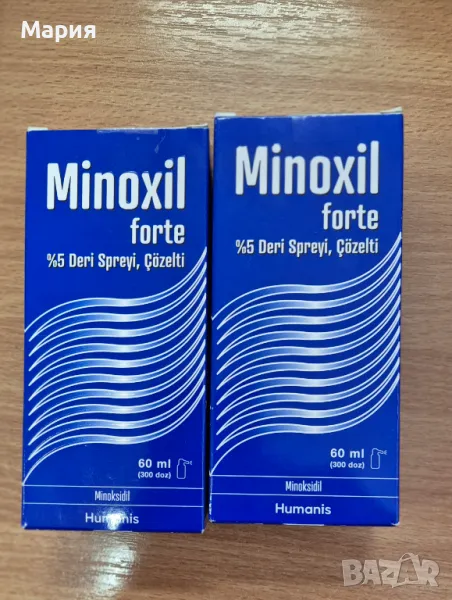 Мария
Minoxil
forte
%5 Deri Spreyi, Çözelti
60 ml
(300 doz)
Minoksidil
Humanis
Minoxil
forte
%5 Deri Spreyi, Çözelti
60 ml
(300 doz)
Minoksidil
Humanis
BAZAR